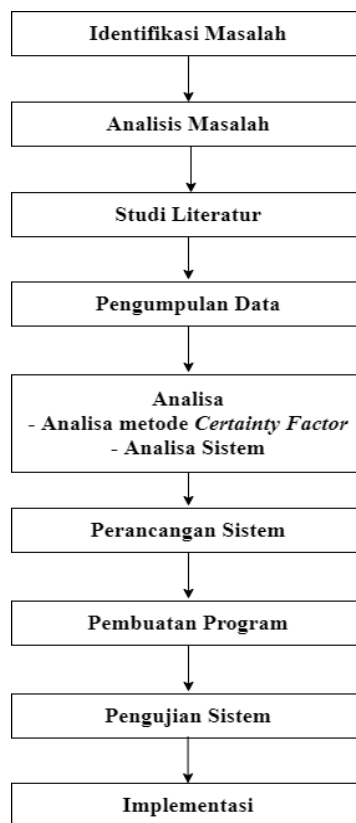 Identifikasi Masalah
Analisis Masalah
Studi Literatur
Pengumpulan Data
Analisa
- Analisa metode Certainty Factor
- Analisa Sistem
Perancangan Sistem
Pembuatan Program
Pengujian Sistem
Implementasi